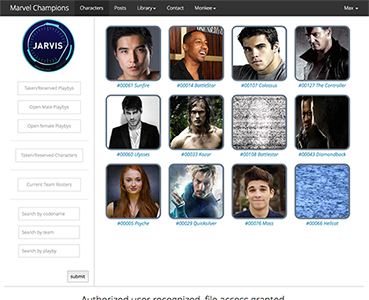 Marvel Champions Characters Posts Library Contact Monkee Max
JARVIS
Taken/Reserved Playbys
Open Male Playbys
Open female Playbys
Taken/Reserved Characters
Current Team Rosters
Search by codename
Search by team
Search by playby
submit
#00061 Sunfire #00014 BattleStar #00107 Colossus #00127 The Controller
#00060 Ulysses #00033 Kazar #00108 Battlestar #00043 Diamondback
#00005 Psyche #00029 Quicksilver #00076 Mass #00066 Hellcat
Authorized user recognized, file access granted